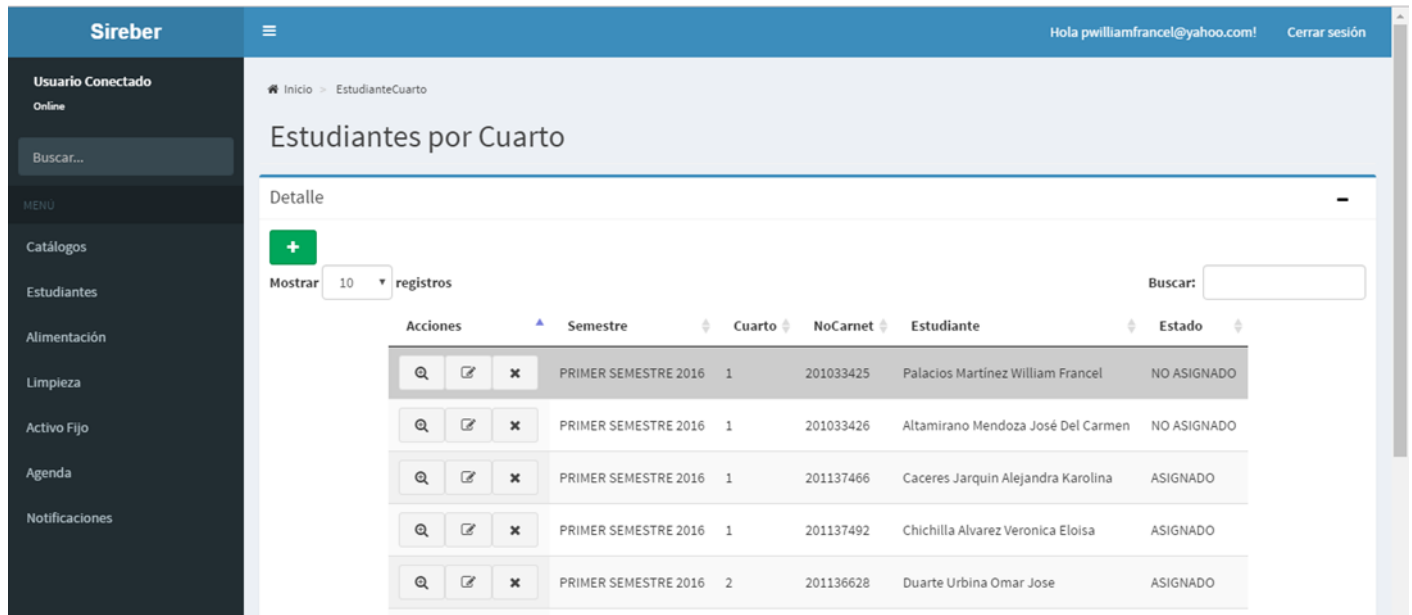 Sireber
Hola pwilliamfrancel@yahoo.com! Cerrar sesión
Usuario Conectado
Online
Buscar...
MENÚ
Catálogos
Estudiantes
Alimentación
Limpieza
Activo Fijo
Agenda
Notificaciones
Inicio > EstudianteCuarto
Estudiantes por Cuarto
Detalle
Mostrar 10 registros Buscar:
Acciones Semestre Cuarto NoCarnet Estudiante Estado
PRIMER SEMESTRE 2016 1 201033425 Palacios Martínez William Francel NO ASIGNADO
PRIMER SEMESTRE 2016 1 201033426 Altamirano Mendoza José Del Carmen NO ASIGNADO
PRIMER SEMESTRE 2016 1 201137466 Caceres Jarquin Alejandra Karolina ASIGNADO
PRIMER SEMESTRE 2016 1 201137492 Chichilla Alvarez Veronica Eloisa ASIGNADO
PRIMER SEMESTRE 2016 2 201136628 Duarte Urbina Omar Jose ASIGNADO